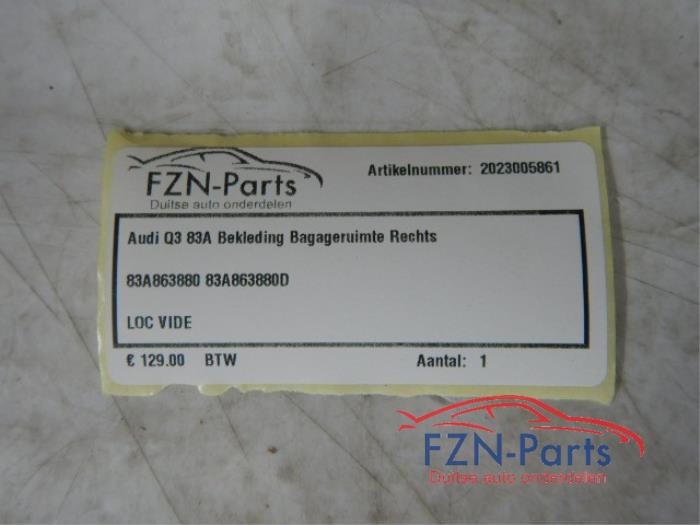 FZN-Parts
Duitse auto onderdelen
Artikelnummer: 2023005861
Audi Q3 83A Bekleding Bagageruimte Rechts
83A863880 83A863880D
LOC VIDE
€ 129.00 BTW Aantal: 1
FZN-Parts
Duitse auto onderdelen